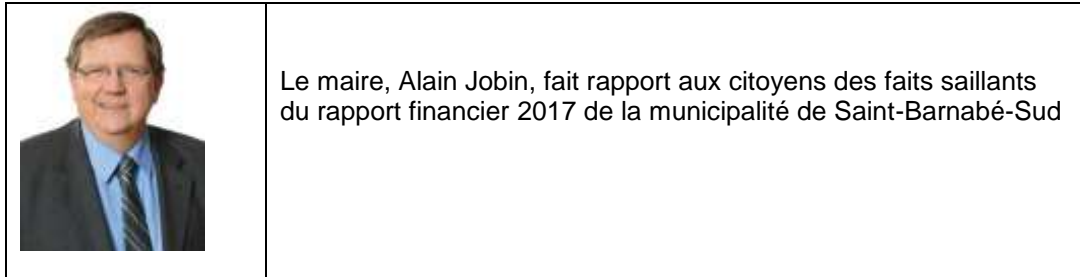 Le maire, Alain Jobin, fait rapport aux citoyens des faits saillants
du rapport financier 2017 de la municipalité de Saint-Barnabé-Sud